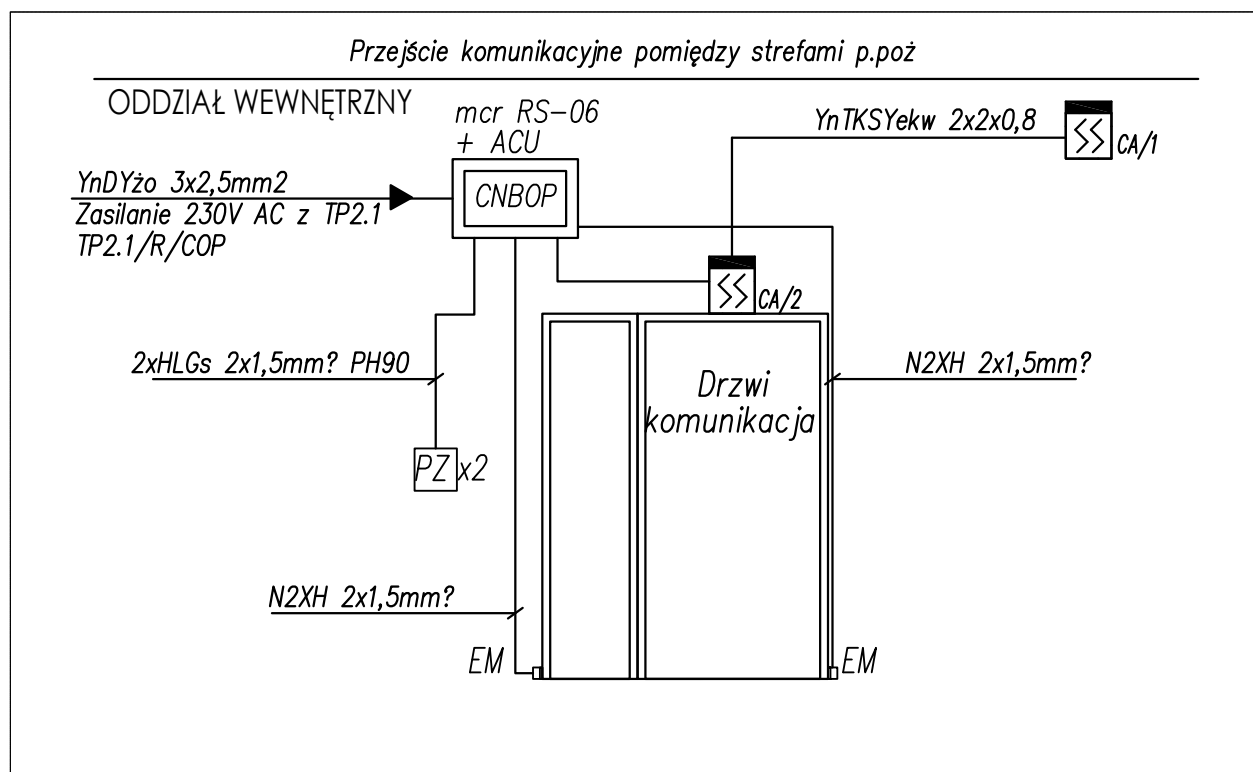 Przejście komunikacyjne pomiędzy strefami p.poż
ODDZIAŁ WEWNĘTRZNY
mcr RS-06
+ ACU
YnTKSYekw 2x2x0,8
CA/1
YnDYżo 3x2,5mm2
CNBOP
Zasilanie 230V AC z TP2.1
TP2.1/R/COP
CA/2
2xHLGs 2x1,5mm? PH90
N2XH 2x1,5mm?
Drzwi
komunikacja
PZ x2
N2XH 2x1,5mm?
EM
EM